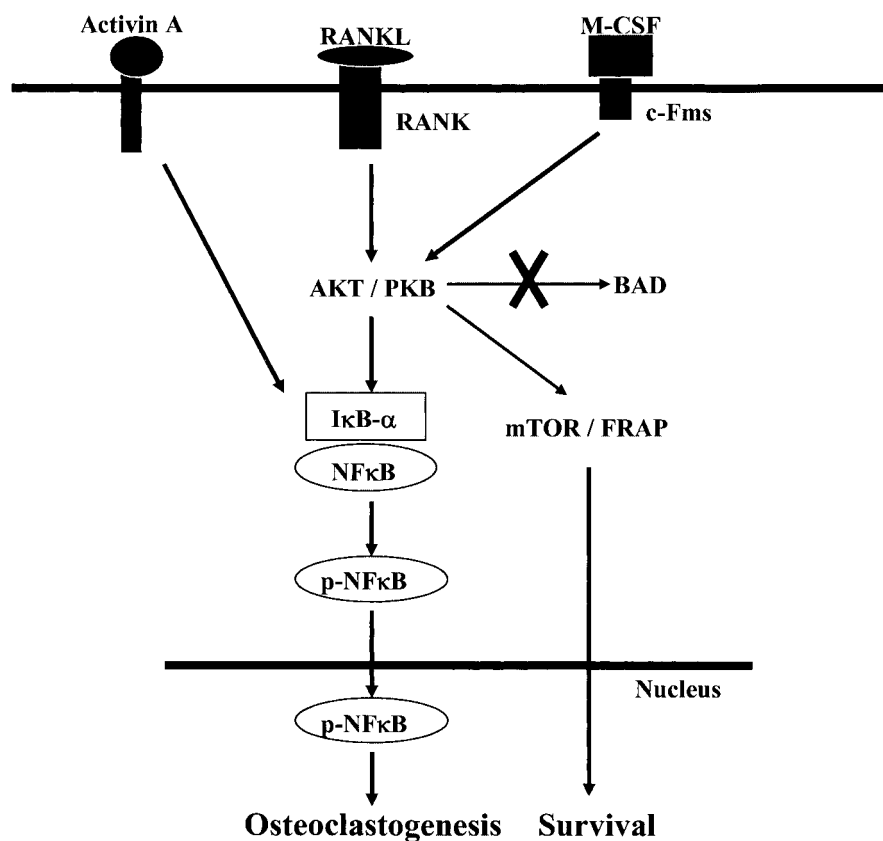 Activin A
RANKL
M-CSF
RANK
c-Fms
AKT / PKB
BAD
IκB-α
mTOR / FRAP
NFκB
p-NFκB
Nucleus
p-NFκB
Osteoclastogenesis
Survival